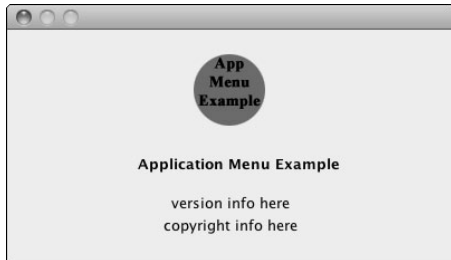 App
Menu
Example
Application Menu Example
version info here
copyright info here